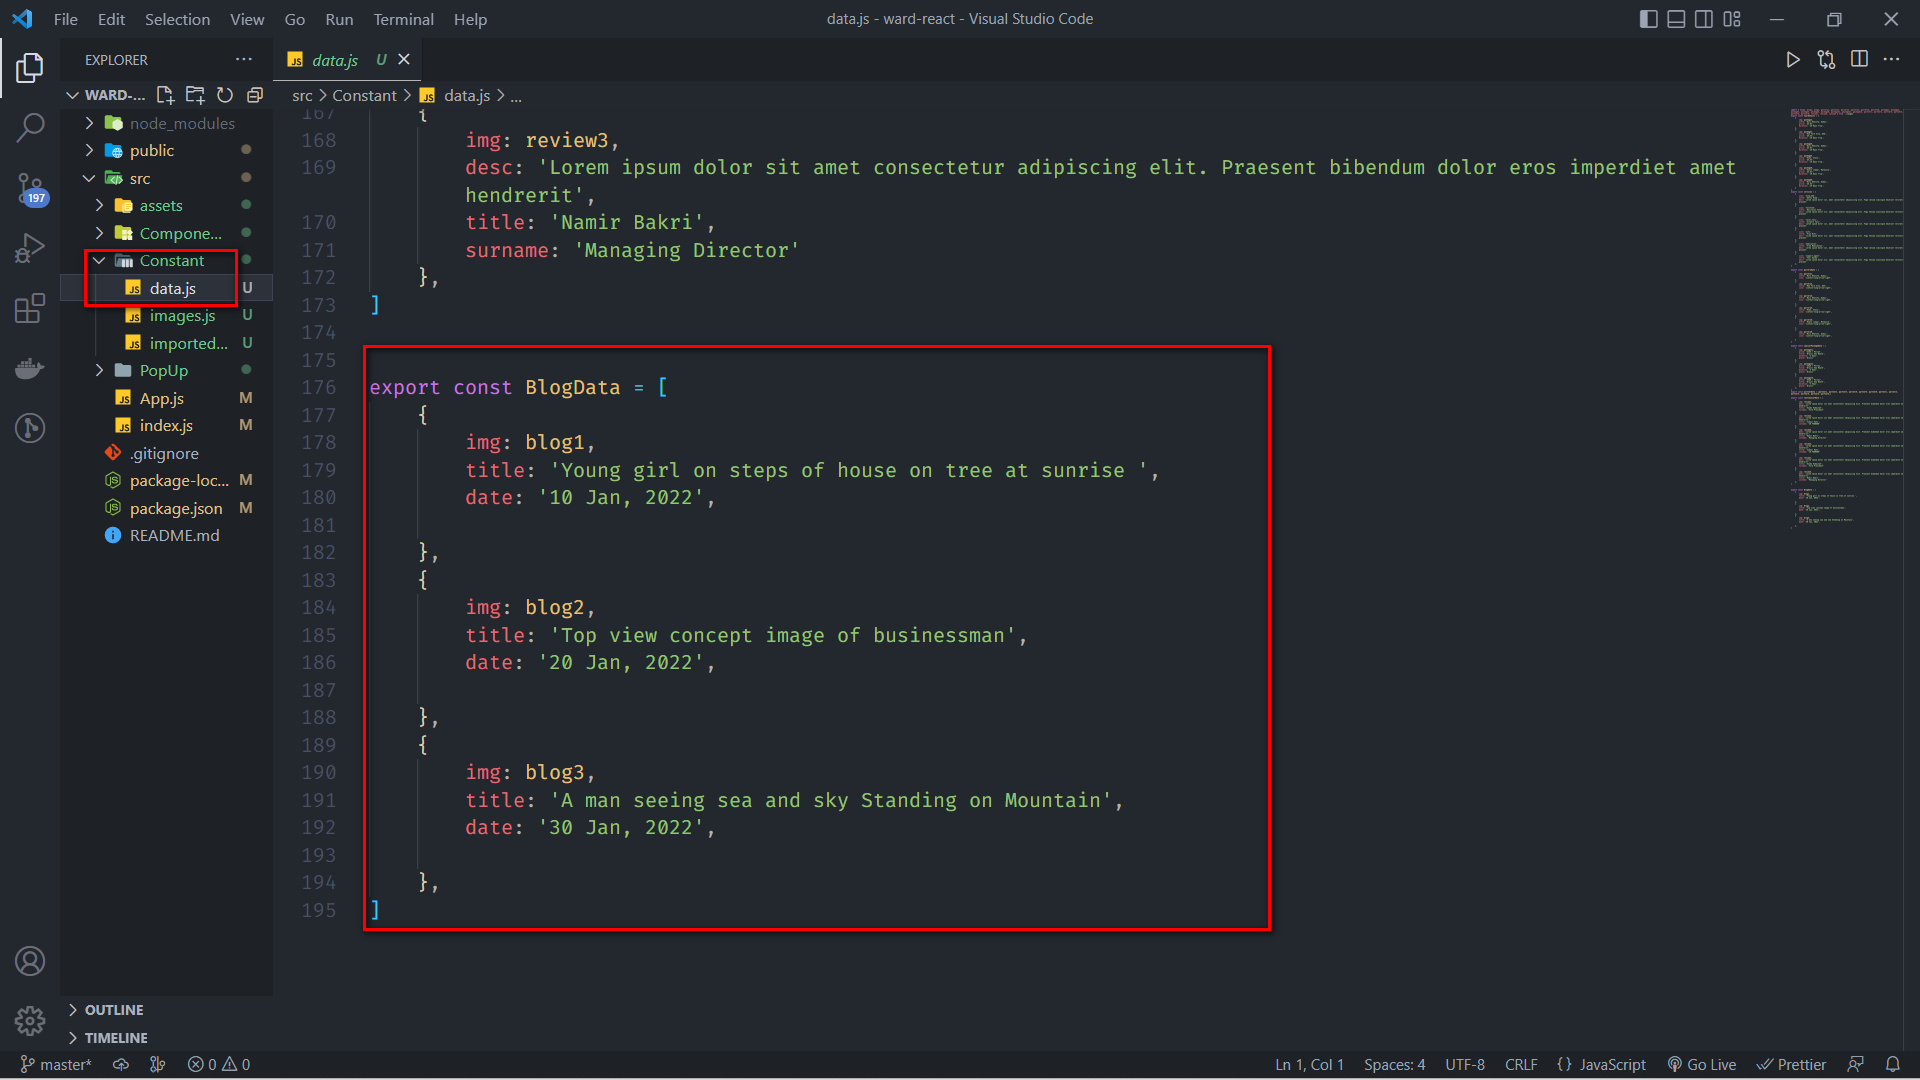 File Edit Selection View Go Run Terminal Help
data.js - ward-react - Visual Studio Code
EXPLORER
data.js U
WARD-...
src > Constant > JS data.js > ...
node_modules
public
src
197
assets
Compone...
Constant
data.js U
images.js U
imported... U
PopUp
App.js M
index.js M
.gitignore
package-loc... M
package.json M
README.md
167 {
168 img: review3,
169 desc: 'Lorem ipsum dolor sit amet consectetur adipiscing elit. Praesent bibendum dolor eros imperdiet amet
hendrerit',
170 title: 'Namir Bakri',
171 surname: 'Managing Director'
172 },
173 ]
174
175
176 export const BlogData = [
177 {
178 img: blog1,
179 title: 'Young girl on steps of house on tree at sunrise ',
180 date: '10 Jan, 2022',
181
182 },
183 {
184 img: blog2,
185 title: 'Top view concept image of businessman',
186 date: '20 Jan, 2022',
187
188 },
189 {
190 img: blog3,
191 title: 'A man seeing sea and sky Standing on Mountain',
192 date: '30 Jan, 2022',
193
194 },
195 ]
OUTLINE
TIMELINE
master* 0 0 Ln 1, Col 1 Spaces: 4 UTF-8 CRLF {} JavaScript Go Live Prettier